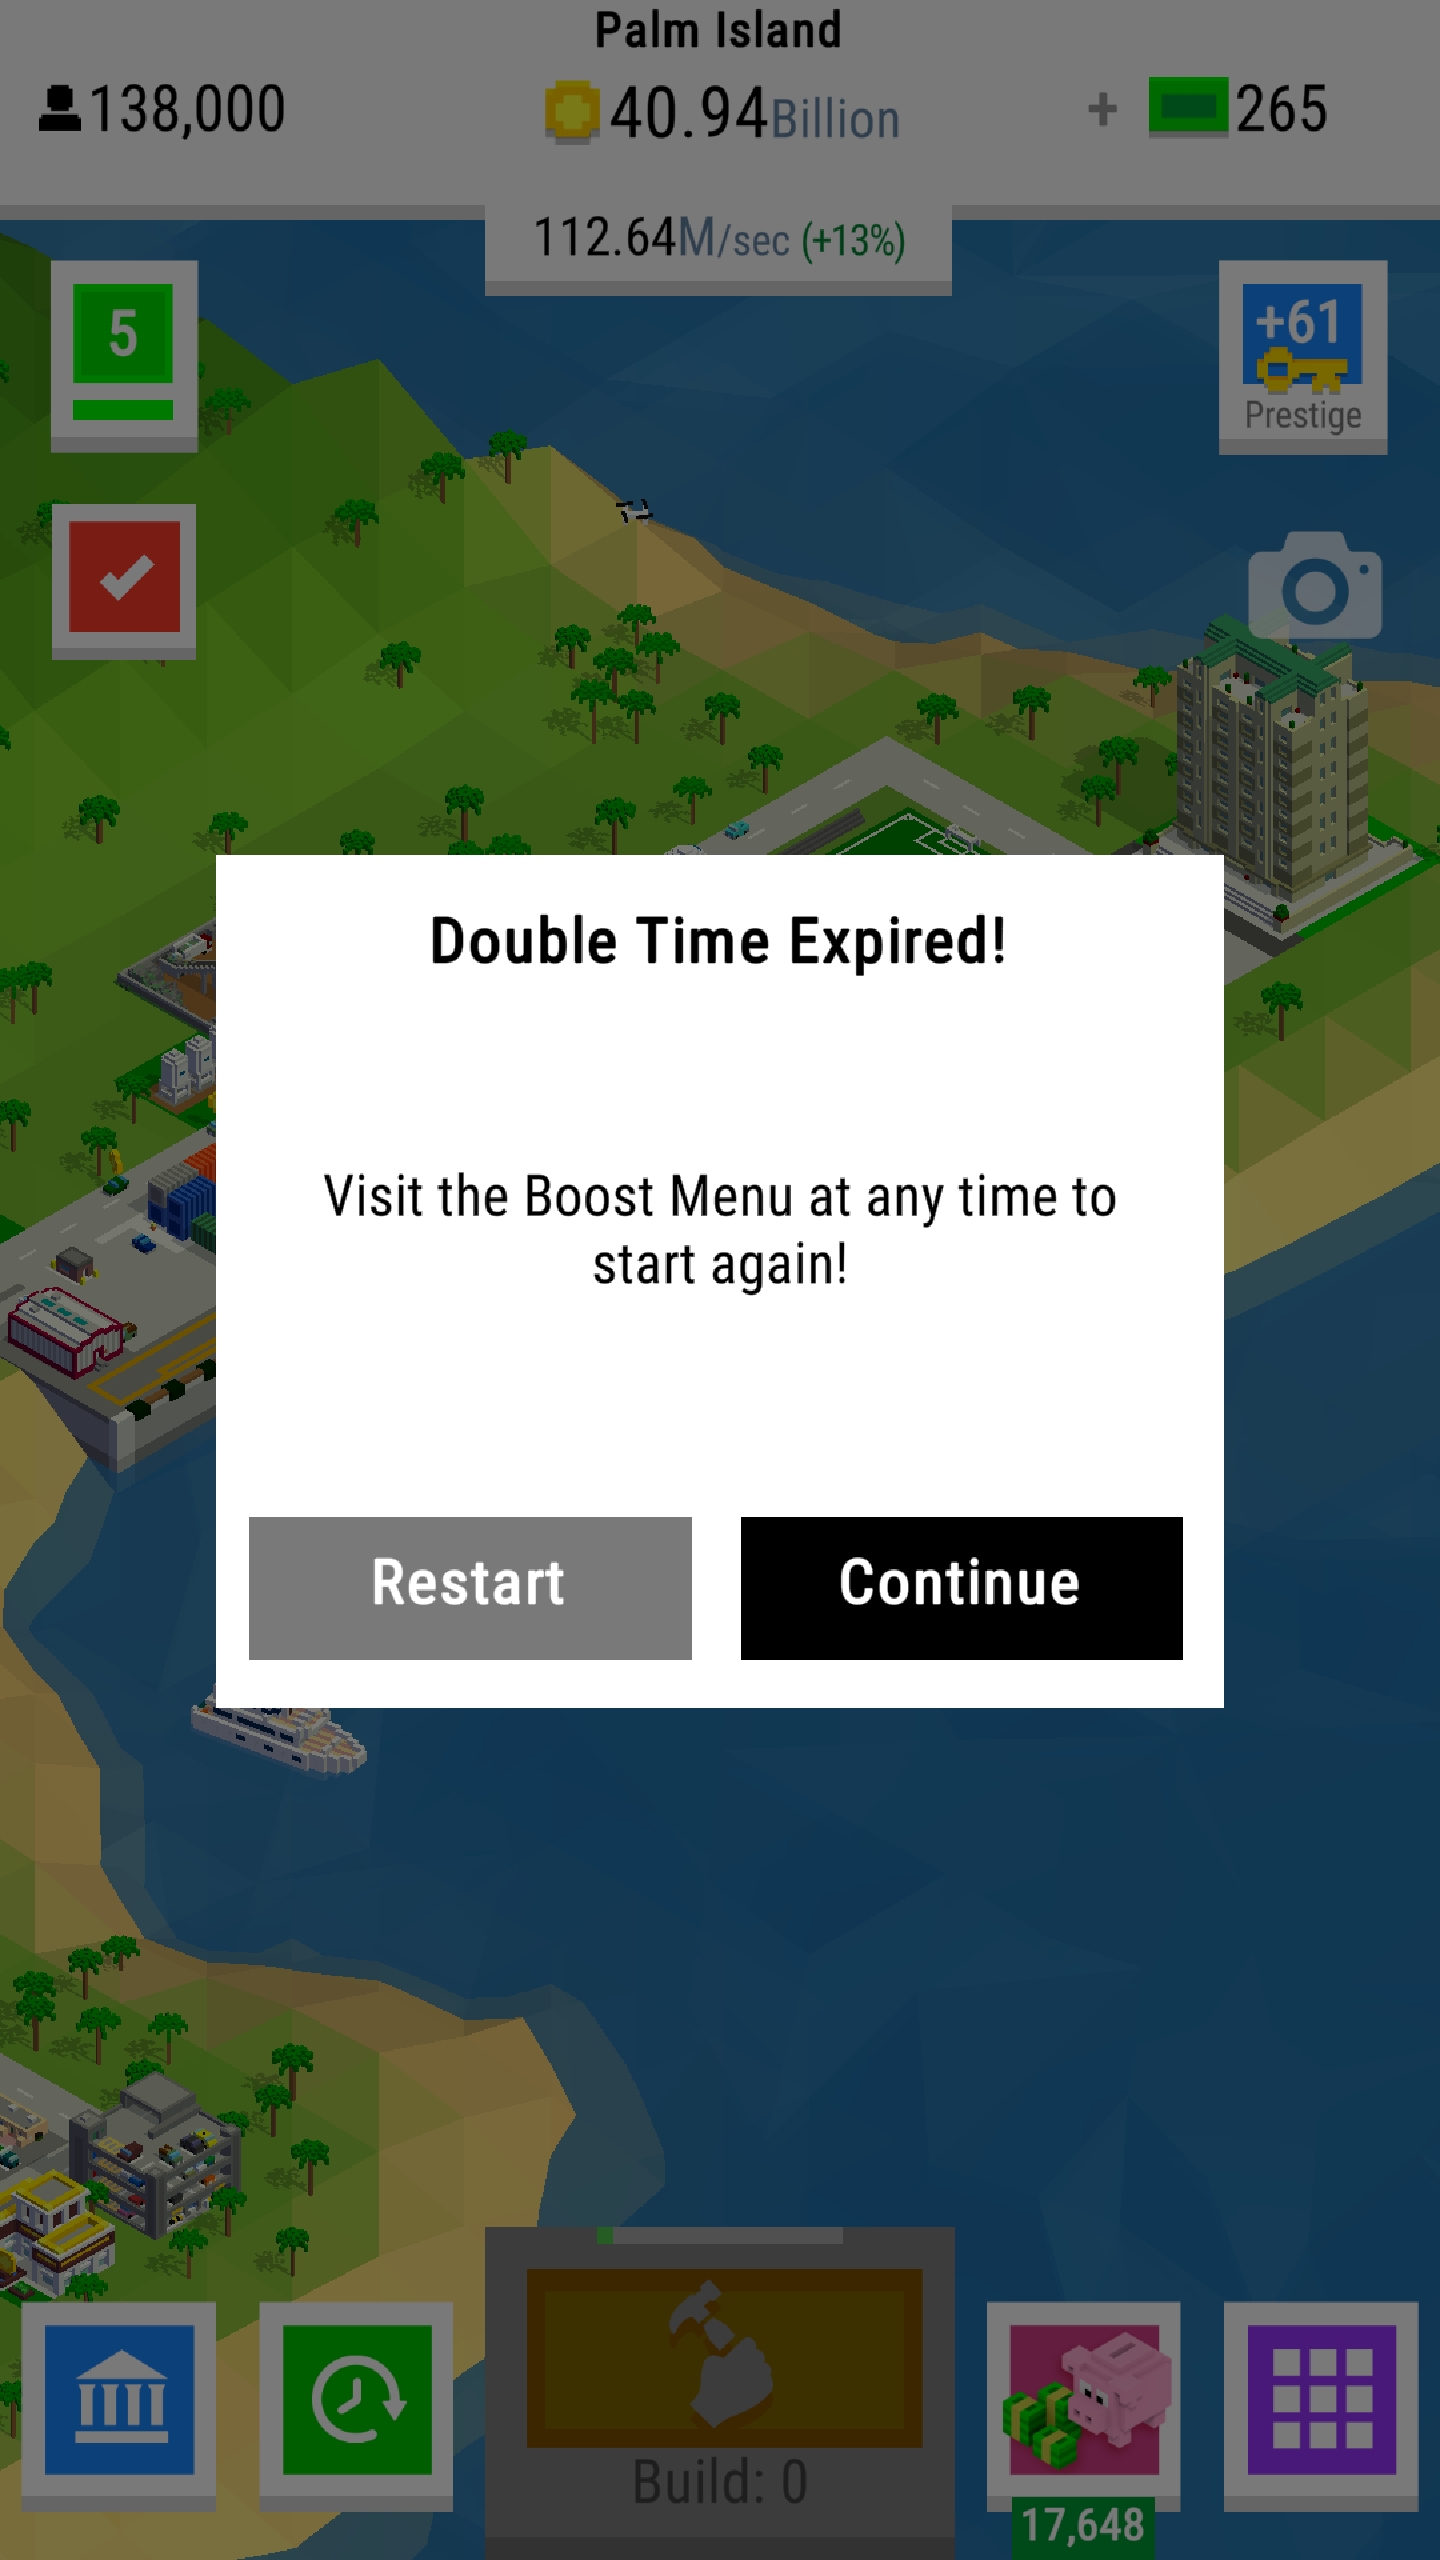 Palm Island
138,000
40.94Billion
+ 265
112.64M/sec (+13%)
5
+61
Prestige
Double Time Expired!
Visit the Boost Menu at any time to
start again!
Restart
Continue
Build: 0
17,648